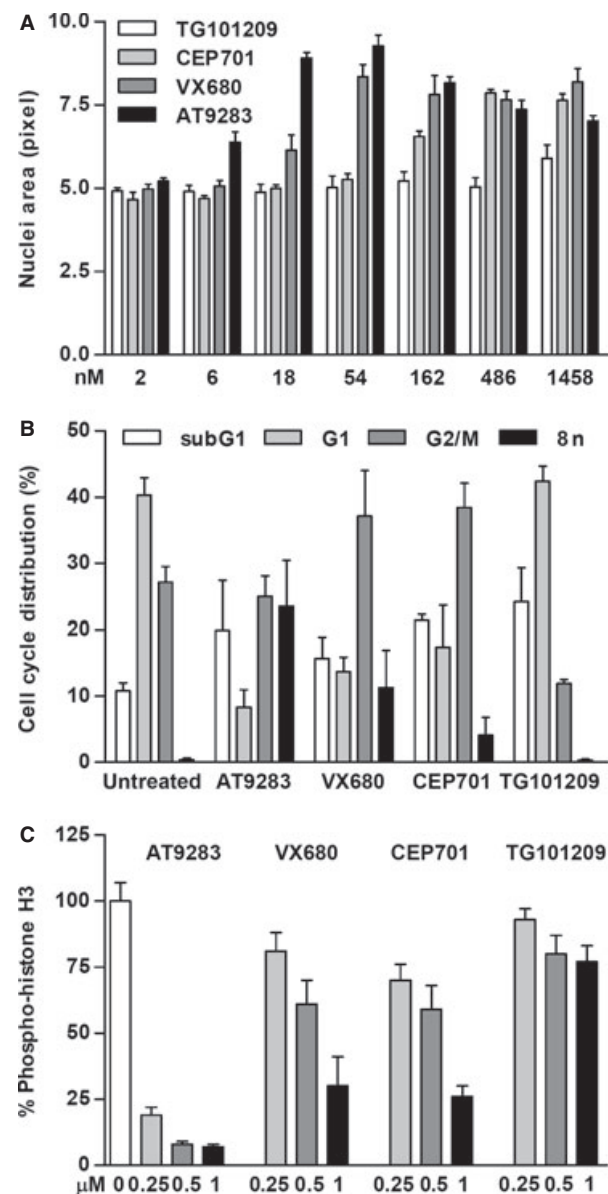 A
TG101209
CEP701
VX680
AT9283
Nuclei area (pixel)
10.0
7.5
5.0
2.5
0.0
nM 2 6 18 54 162 486 1458
B
subG1 G1 G2/M 8n
Cell cycle distribution (%)
50
40
30
20
10
0
Untreated AT9283 VX680 CEP701 TG101209
C
AT9283 VX680 CEP701 TG101209
% Phospho-histone H3
125
100
75
50
25
0
μM 0 0.25 0.5 1 0.25 0.5 1 0.25 0.5 1 0.25 0.5 1